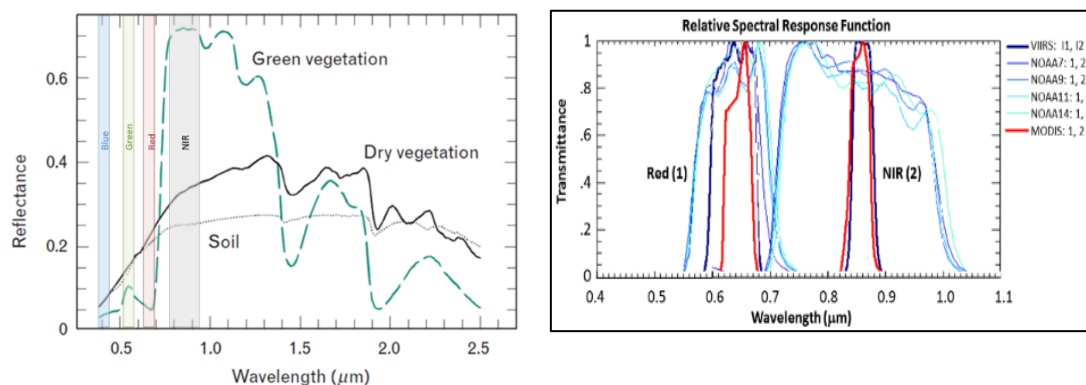 Reflectance
0.6
0.4
0.2
0
Blue
Green
Red
NIR
Green vegetation
Dry vegetation
Soil
0.5
1.0
1.5
2.0
2.5
Wavelength (μm)
Relative Spectral Response Function
Transmittance
1
.8
.6
.4
.2
0
Red (1)
NIR (2)
0.4
0.5
0.6
0.7
0.8
0.9
1.0
1.1
Wavelength (μm)
VIIRS: I1, I2
NOAA7: 1, 2
NOAA9: 1, 2
NOAA11: 1,
NOAA14: 1,
MODIS: 1, 2